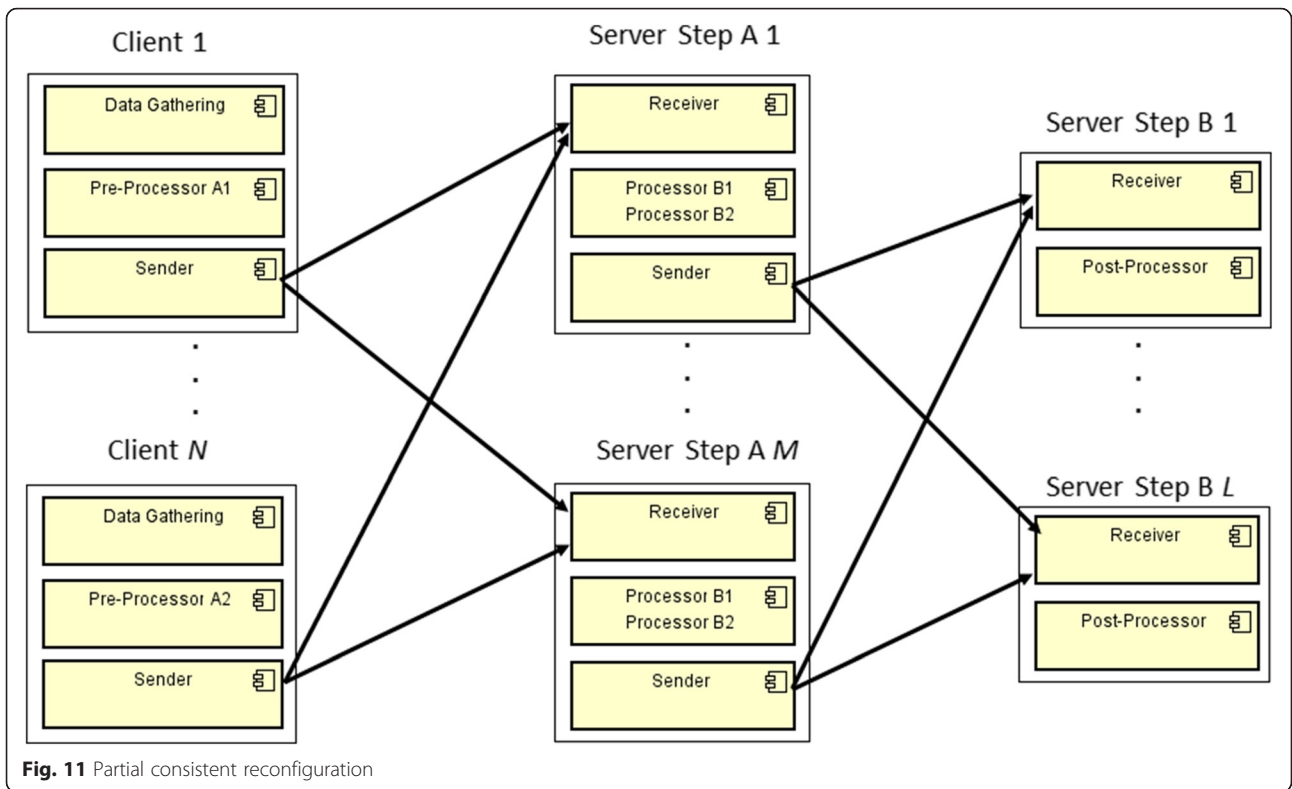 Client 1
Data Gathering
Pre-Processor A1
Sender
Server Step A 1
Receiver
Processor B1
Processor B2
Sender
Server Step B 1
Receiver
Post-Processor
.
.
.
.
.
.
.
.
.
Client N
Data Gathering
Pre-Processor A2
Sender
Server Step A M
Receiver
Processor B1
Processor B2
Sender
Server Step B L
Receiver
Post-Processor
Fig. 11 Partial consistent reconfiguration